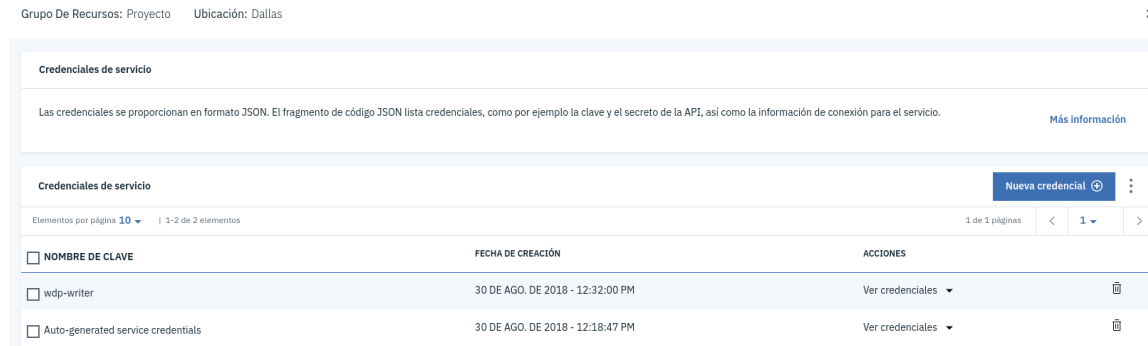 Grupo De Recursos: Proyecto Ubicación: Dallas
Credenciales de servicio
Las credenciales se proporcionan en formato JSON. El fragmento de código JSON lista credenciales, como por ejemplo la clave y el secreto de la API, así como la información de conexión para el servicio.
Más información
Credenciales de servicio Nueva credencial
Elementos por página 10 | 1-2 de 2 elementos 1 de 1 páginas 1
NOMBRE DE CLAVE FECHA DE CREACIÓN ACCIONES
wdp-writer 30 DE AGO. DE 2018 - 12:32:00 PM Ver credenciales
Auto-generated service credentials 30 DE AGO. DE 2018 - 12:18:47 PM Ver credenciales